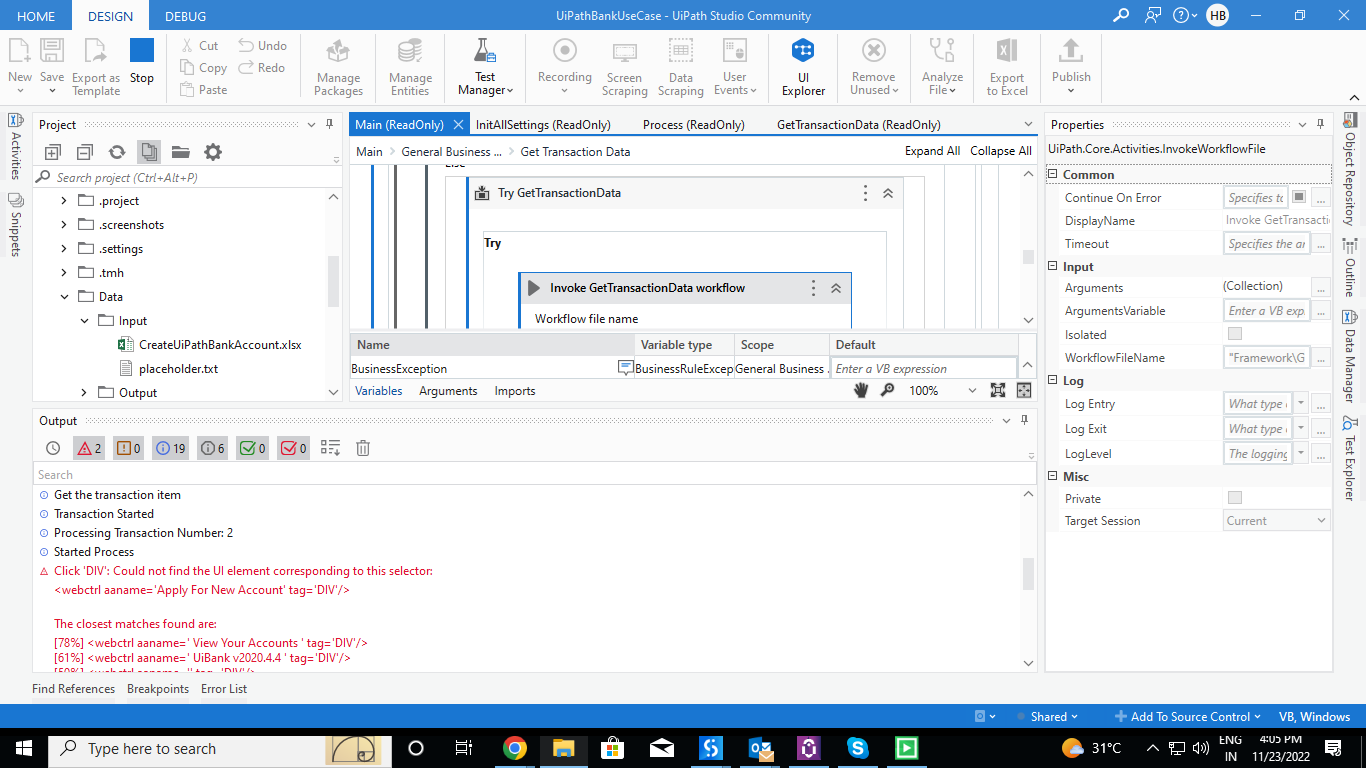 HOME DESIGN DEBUG UiPathBankUseCase - UiPath Studio Community HB
New Save Export as Template Stop Cut Copy Paste Undo Redo Manage Packages Manage Entities Test Manager Recording Screen Scraping Data Scraping User Events UI Explorer Remove Unused Analyze File Export to Excel Publish
Activities
Snippets
Project
Search project (Ctrl+Alt+P)
.project
.screenshots
.settings
.tmh
Data
Input
CreateUiPathBankAccount.xlsx
placeholder.txt
Output
Main (ReadOnly) InitAllSettings (ReadOnly) Process (ReadOnly) GetTransactionData (ReadOnly)
Main > General Business ... > Get Transaction Data Expand All Collapse All
Try GetTransactionData
Try
Invoke GetTransactionData workflow
Workflow file name
Name Variable type Scope Default
BusinessException BusinessRuleExcep General Business . Enter a VB expression
Variables Arguments Imports 100%
Properties
UiPath.Core.Activities.InvokeWorkflowFile
Common
Continue On Error Specifies to ...
DisplayName Invoke GetTransacti
Timeout Specifies the ar ...
Input
Arguments (Collection) ...
ArgumentsVariable Enter a VB exp. ...
Isolated
WorkflowFileName "Framework\G ...
Log
Log Entry What type ...
Log Exit What type ...
LogLevel The logging ...
Misc
Private
Target Session Current
Object Repository
Outline
Data Manager
Test Explorer
Output
2 0 19 6 0 0
Search
Get the transaction item
Transaction Started
Processing Transaction Number: 2
Started Process
Click 'DIV': Could not find the UI element corresponding to this selector:
<webctrl aaname='Apply For New Account' tag='DIV'/>
The closest matches found are:
[78%] <webctrl aaname=' View Your Accounts ' tag='DIV'/>
[61%] <webctrl aaname=' UiBank v2020.4.4 ' tag='DIV'/>
Find References Breakpoints Error List
Shared Add To Source Control VB, Windows
Type here to search 31°C ENG IN 4:05 PM 11/23/2022